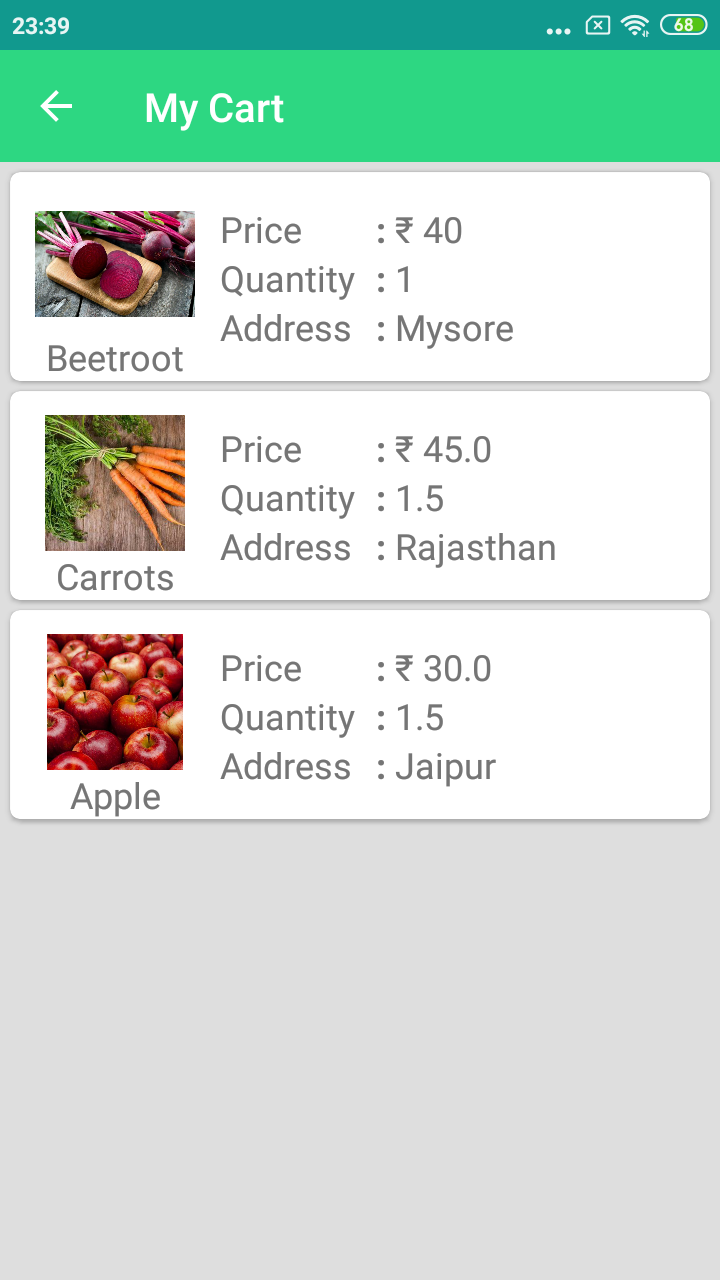 23:39
68
My Cart
Price : ₹ 40
Quantity : 1
Address : Mysore
Beetroot
Price : ₹ 45.0
Quantity : 1.5
Address : Rajasthan
Carrots
Price : ₹ 30.0
Quantity : 1.5
Address : Jaipur
Apple